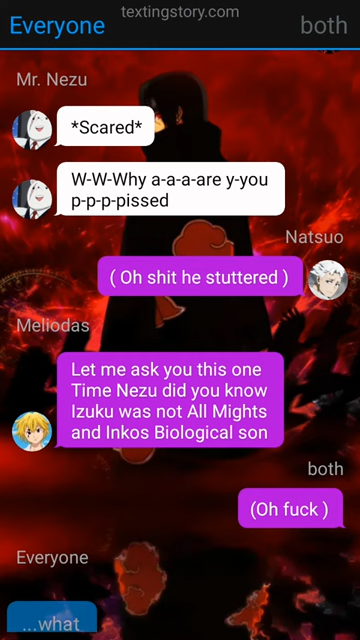 textingstory.com
Everyone
both
Mr. Nezu
*Scared*
W-W-Why a-a-a-are y-you
p-p-p-pissed
Natsuo
( Oh shit he stuttered )
Meliodas
Let me ask you this one
Time Nezu did you know
Izuku was not All Mights
and Inkos Biological son
both
(Oh fuck )
Everyone
...what